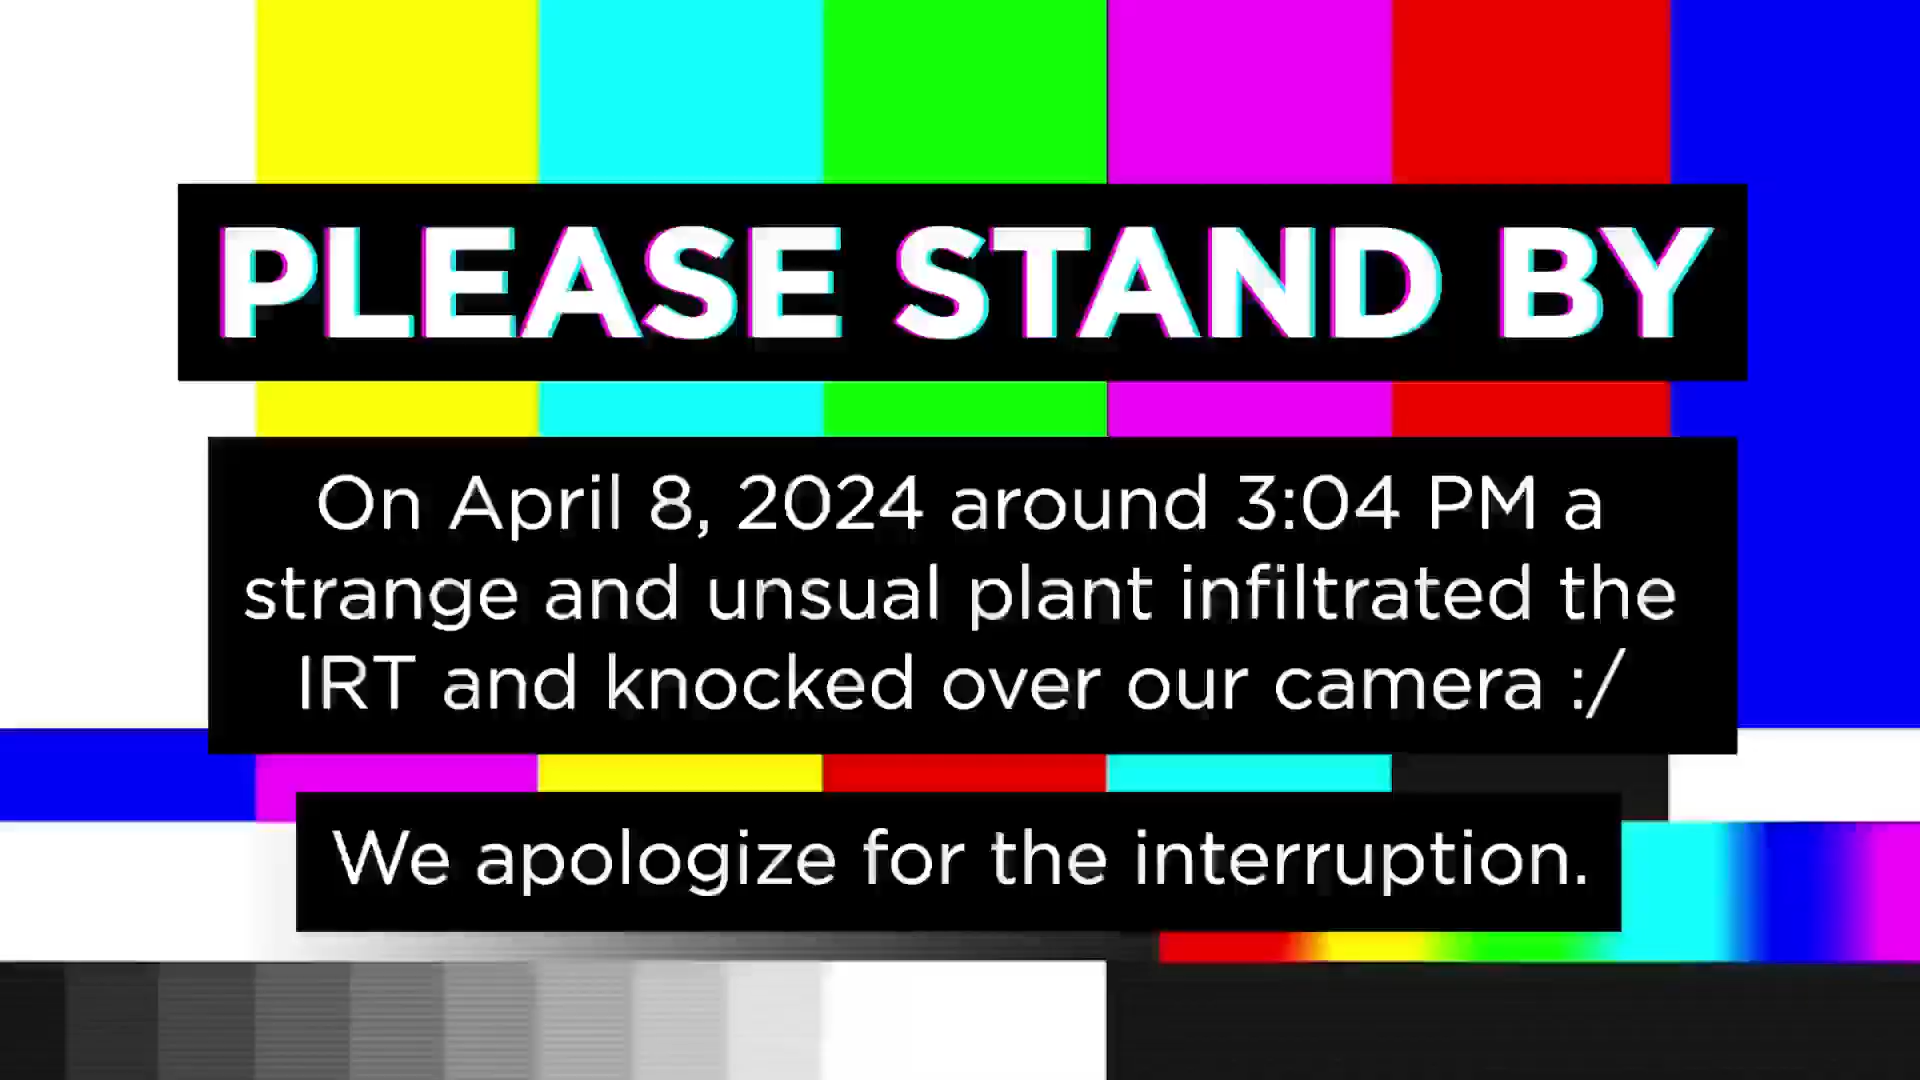 PLEASE STAND BY
On April 8, 2024 around 3:04 PM a
strange and unsual plant infiltrated the
IRT and knocked over our camera :/
We apologize for the interruption.